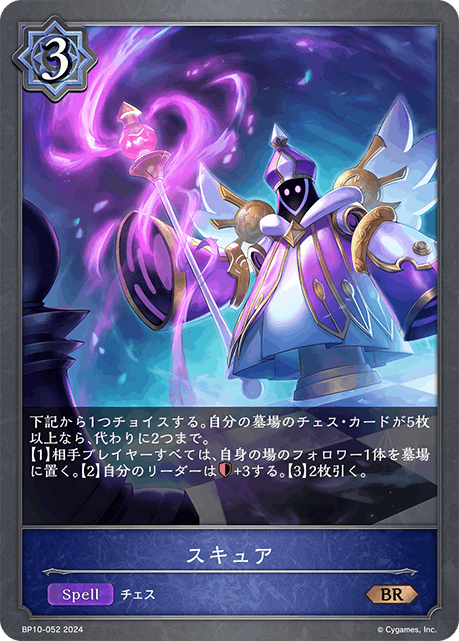 3
下記から1つチョイスする。自分の墓場のチェス・カードが5枚
以上なら、代わりに2つまで。
【1】相手プレイヤーすべては、自身の場のフォロワー1体を墓場
に置く。【2】自分のリーダーは+3する。【3】2枚引く。
スキュア
Spell チェス BR
BP10-052 2024 © Cygames, Inc.